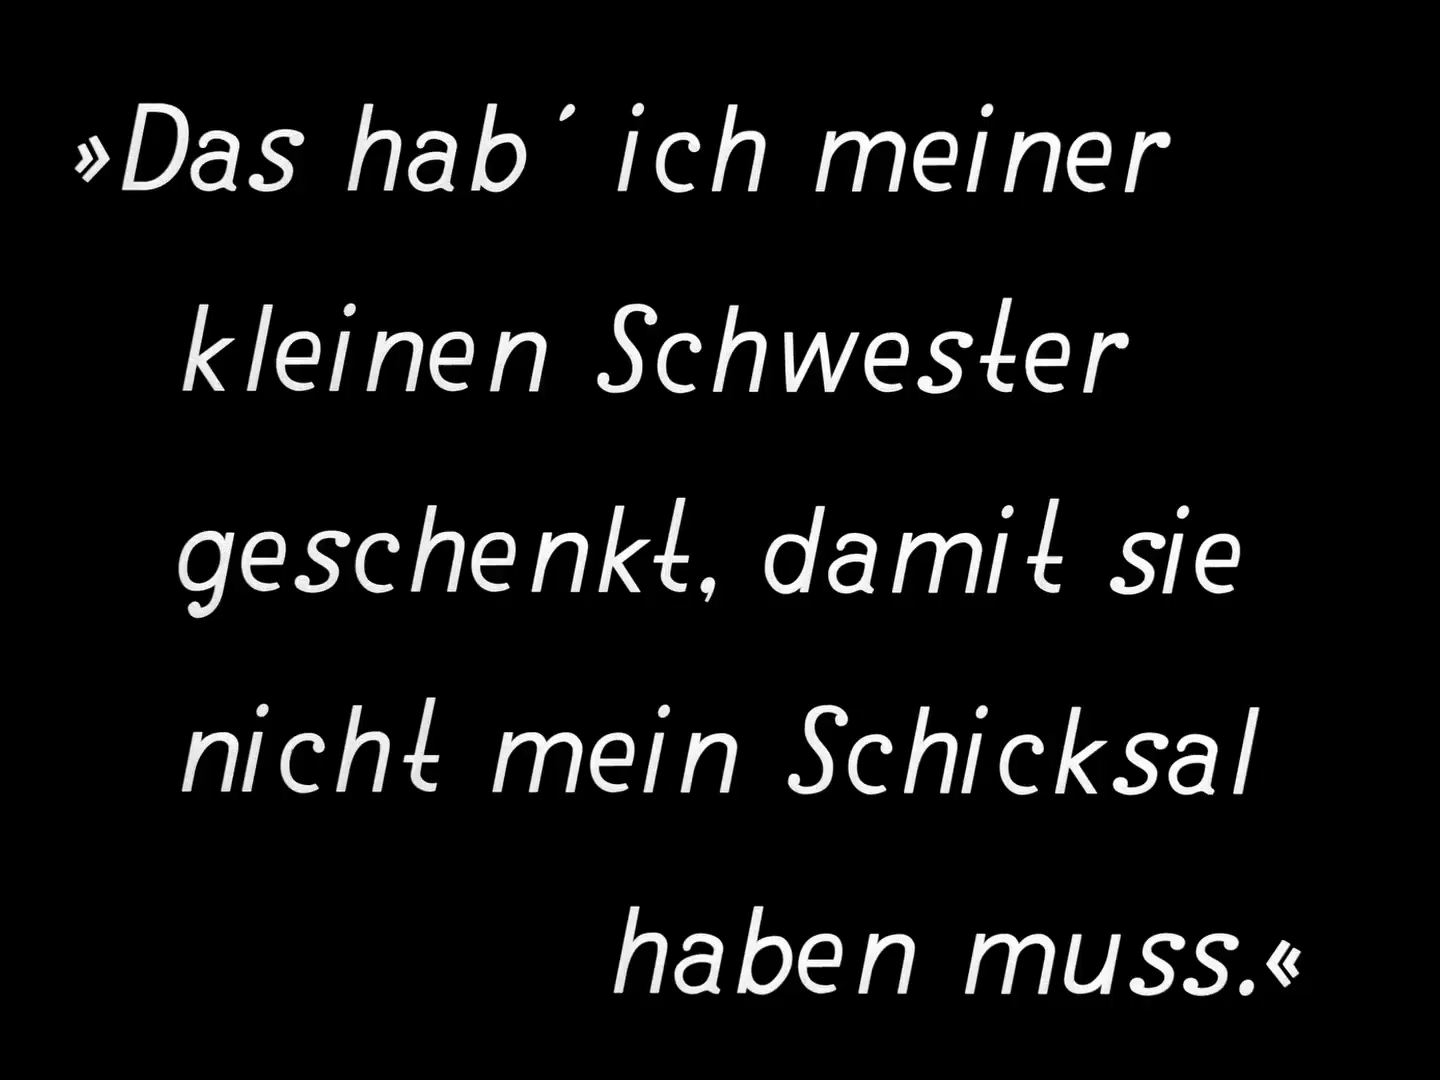 »Das hab´ ich meiner
kleinen Schwester
geschenkt, damit sie
nicht mein Schicksal
haben muss.«